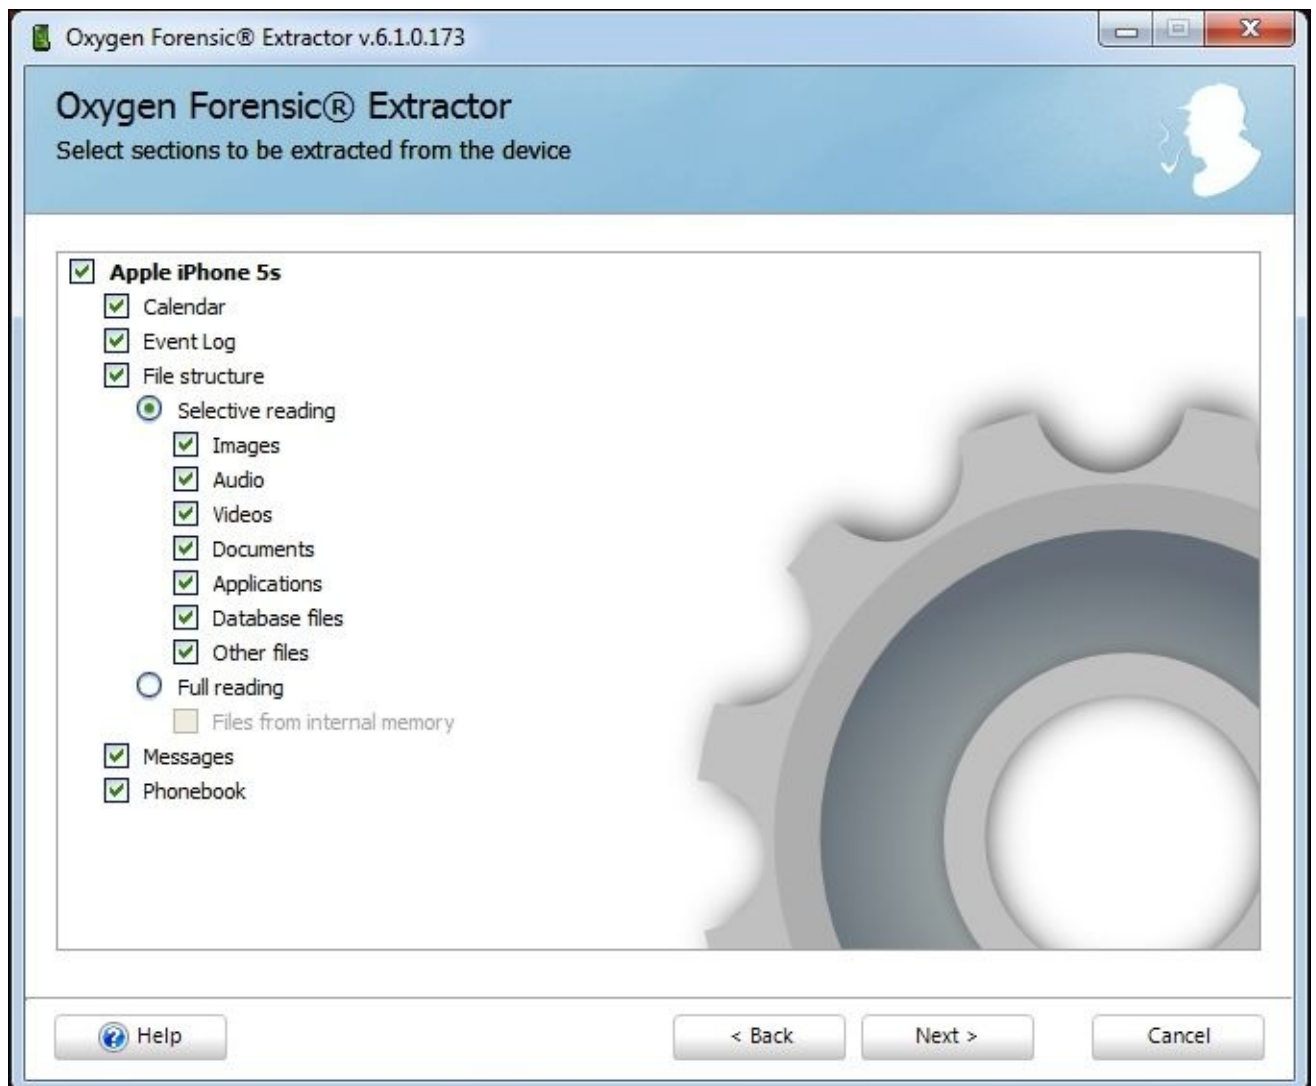 Oxygen Forensic® Extractor v.6.1.0.173
Oxygen Forensic® Extractor
Select sections to be extracted from the device
Apple iPhone 5s
Calendar
Event Log
File structure
Selective reading
Images
Audio
Videos
Documents
Applications
Database files
Other files
Full reading
Files from internal memory
Messages
Phonebook
Help
< Back
Next >
Cancel